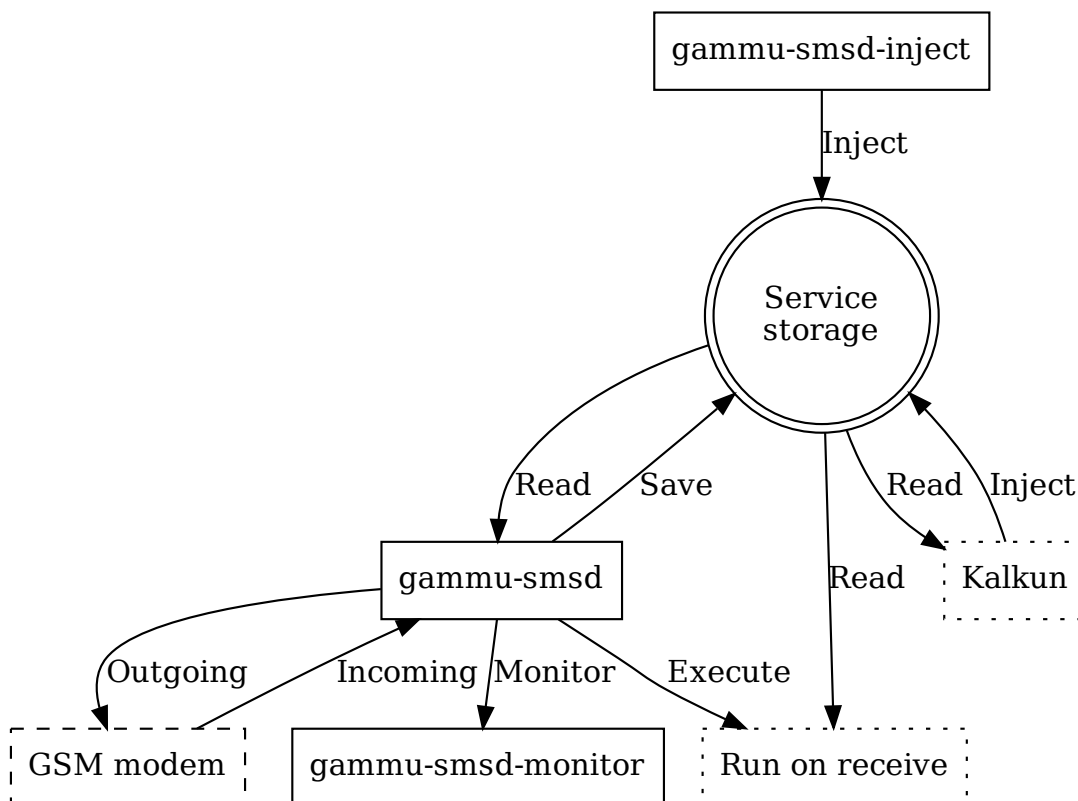 gammu-smsd-inject
Inject
Service
storage
Read
Save
Read
Inject
gammu-smsd
Read
Kalkun
Outgoing
Incoming
Monitor
Execute
GSM modem
gammu-smsd-monitor
Run on receive